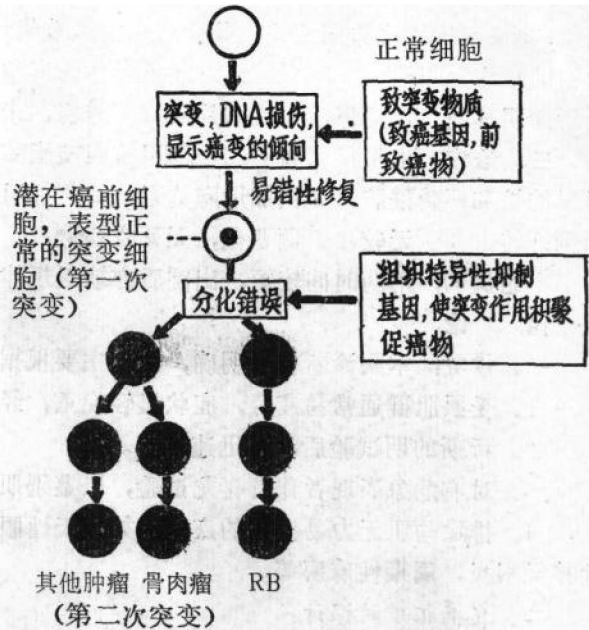 正常细胞
突变,DNA损伤,
显示癌变的倾向
致突变物质
(致癌基因,前
致癌物)
易错性修复
潜在癌前细
胞，表型正
常的突变细
胞（第一次
突变）
分化错误
组织特异性抑制
基因,使突变作用积聚
促癌物
其他肿瘤 骨肉瘤 RB
（第二次突变）